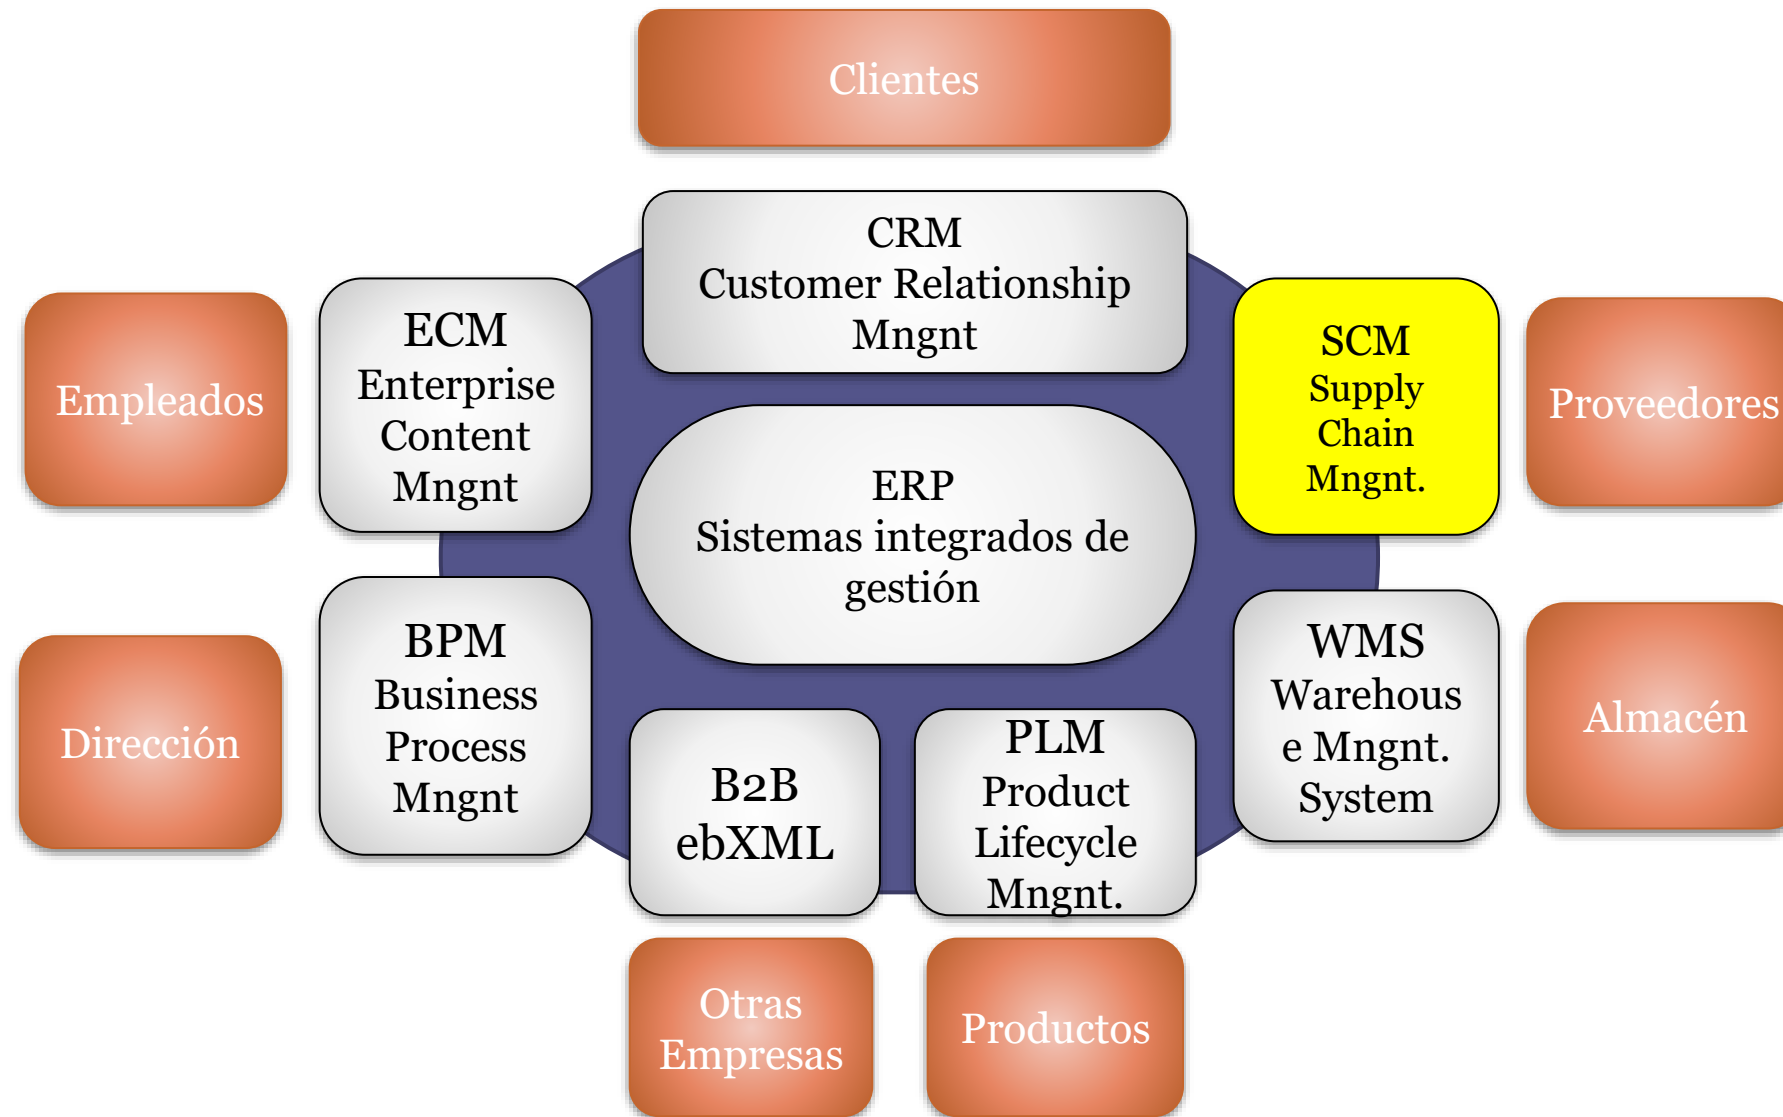 Clientes
CRM
Customer Relationship
Mngnt
Empleados
ECM
Enterprise
Content
Mngnt
SCM
Supply
Chain
Mngnt.
Proveedores
ERP
Sistemas integrados de
gestión
Dirección
BPM
Business
Process
Mngnt
B2B
ebXML
PLM
Product
Lifecycle
Mngnt.
WMS
Warehous
e Mngnt.
System
Almacén
Otras
Empresas
Productos